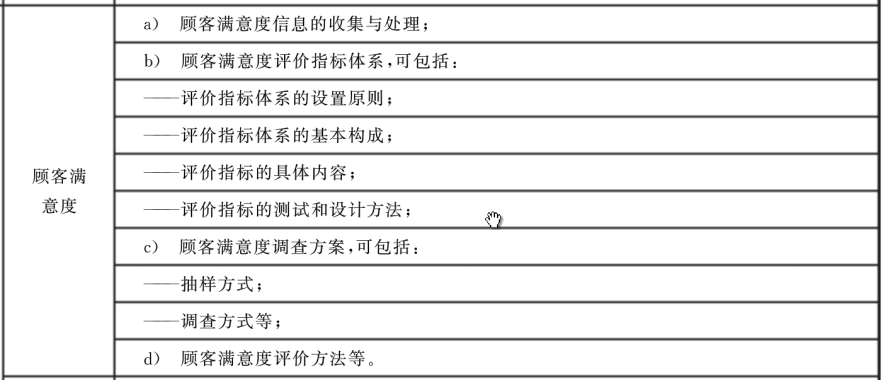 a) 顾客满意度信息的收集与处理;
b) 顾客满意度评价指标体系,可包括:
——评价指标体系的设置原则;
——评价指标体系的基本构成;
——评价指标的具体内容;
顾客满
意度
——评价指标的测试和设计方法;
c) 顾客满意度调查方案,可包括:
——抽样方式;
——调查方式等;
d) 顾客满意度评价方法等。